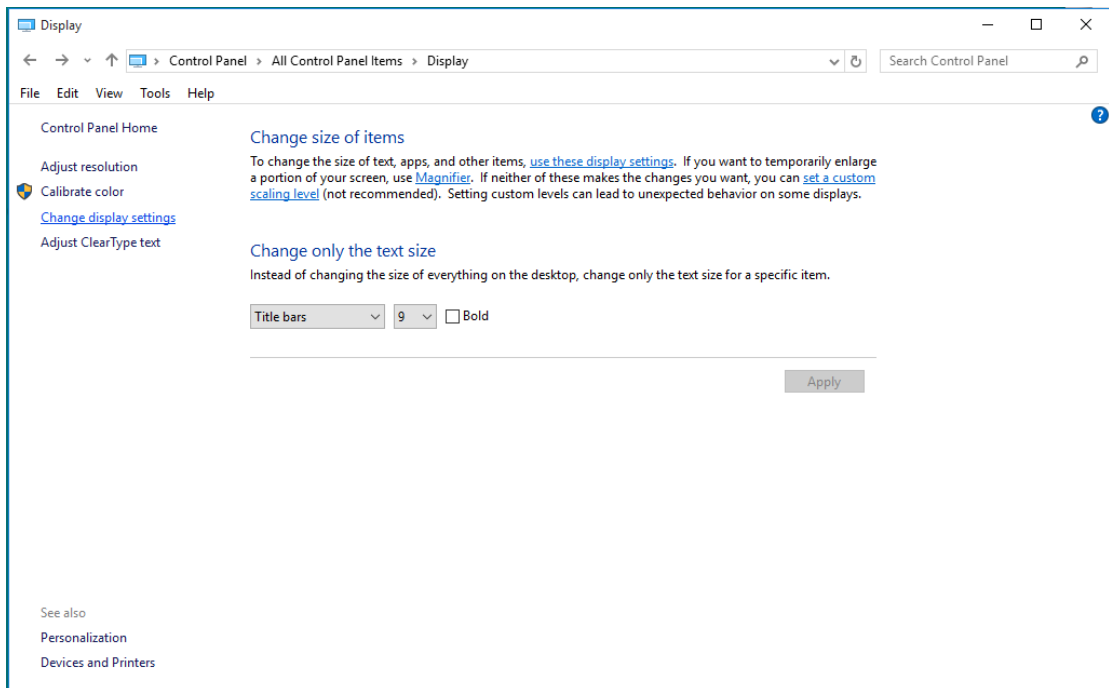 Display
Control Panel > All Control Panel Items > Display
Search Control Panel
File Edit View Tools Help
Control Panel Home
Adjust resolution
Calibrate color
Change display settings
Adjust ClearType text
Change size of items
To change the size of text, apps, and other items, use these display settings. If you want to temporarily enlarge
a portion of your screen, use Magnifier. If neither of these makes the changes you want, you can set a custom
scaling level (not recommended). Setting custom levels can lead to unexpected behavior on some displays.
Change only the text size
Instead of changing the size of everything on the desktop, change only the text size for a specific item.
Title bars 9 Bold
Apply
See also
Personalization
Devices and Printers